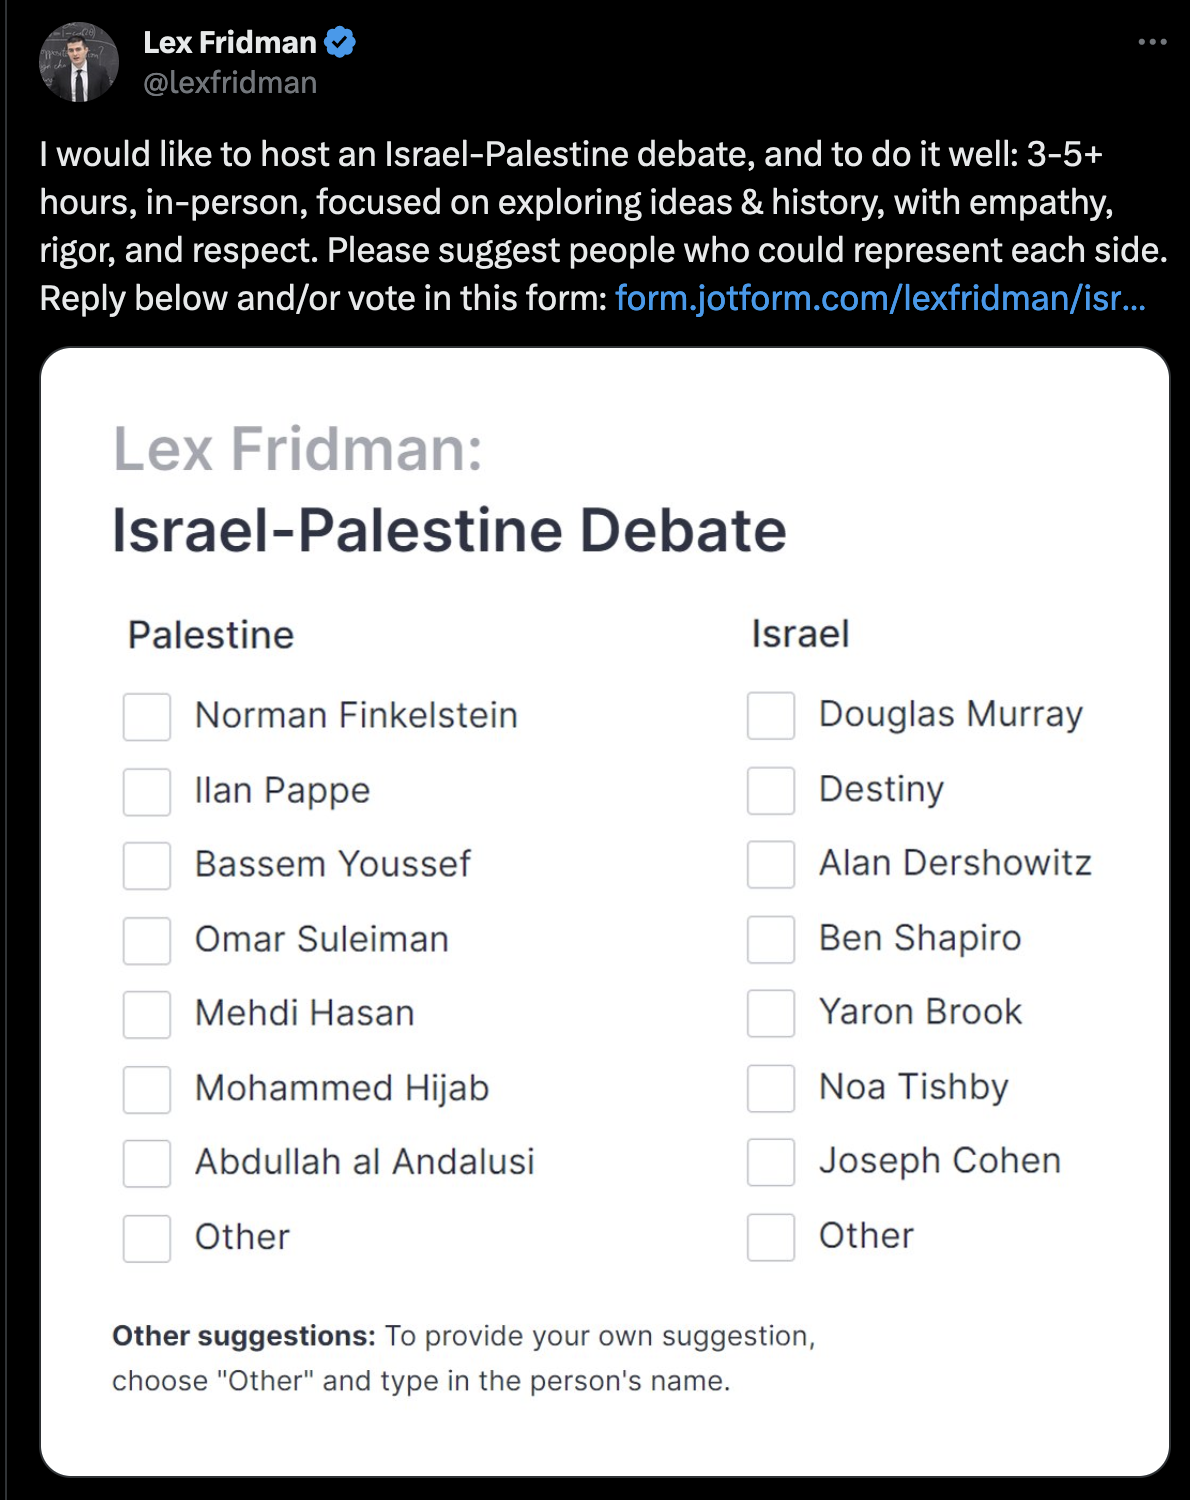 Lex Fridman
@lexfridman
I would like to host an Israel-Palestine debate, and to do it well: 3-5+
hours, in-person, focused on exploring ideas & history, with empathy,
rigor, and respect. Please suggest people who could represent each side.
Reply below and/or vote in this form: form.jotform.com/lexfridman/isr...
Lex Fridman:
Israel-Palestine Debate
Palestine
Norman Finkelstein
Ilan Pappe
Bassem Youssef
Omar Suleiman
Mehdi Hasan
Mohammed Hijab
Abdullah al Andalusi
Other
Israel
Douglas Murray
Destiny
Alan Dershowitz
Ben Shapiro
Yaron Brook
Noa Tishby
Joseph Cohen
Other
Other suggestions: To provide your own suggestion,
choose "Other" and type in the person's name.